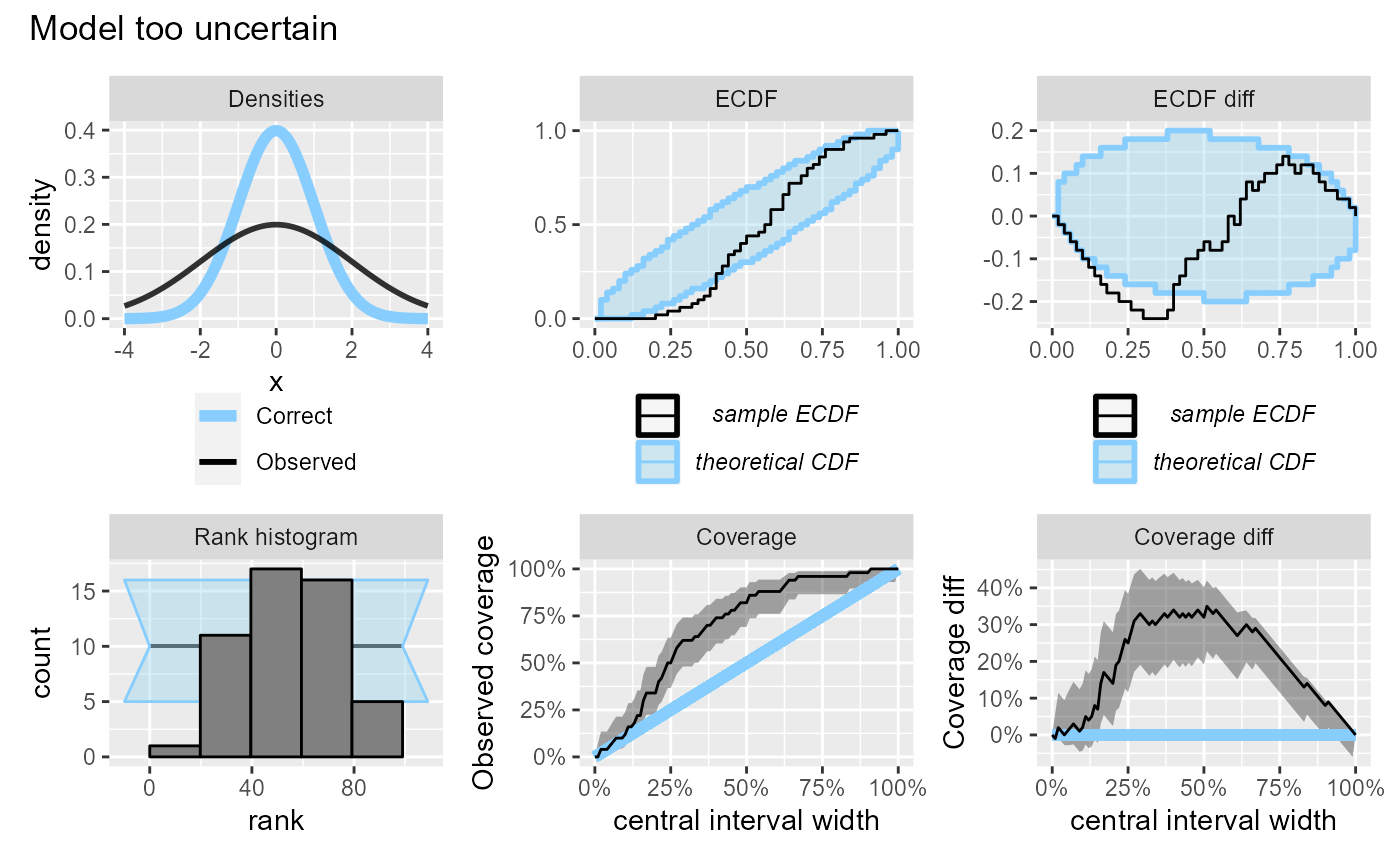 Model too uncertain
Densities
density
0.4
0.3
0.2
0.1
0.0
-4 -2 0 2 4
x
Correct
Observed
ECDF
1.0
0.5
0.0
0.00 0.25 0.50 0.75 1.00
sample ECDF
theoretical CDF
ECDF diff
0.2
0.1
0.0
-0.1
-0.2
0.00 0.25 0.50 0.75 1.00
sample ECDF
theoretical CDF
Rank histogram
count
15
10
5
0
0 40 80
rank
Coverage
Observed coverage
100%
75%
50%
25%
0%
0% 25% 50% 75% 100%
central interval width
Coverage diff
Coverage diff
40%
30%
20%
10%
0%
0% 25% 50% 75% 100%
central interval width